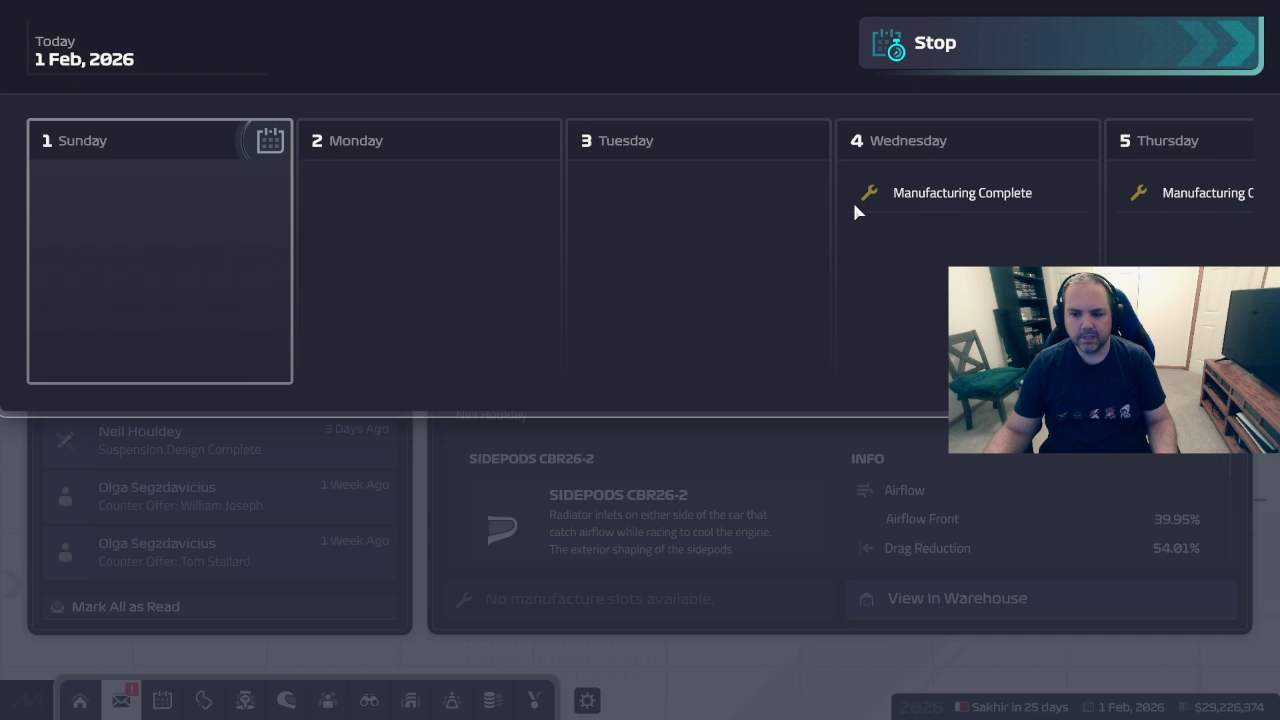 Today
1 Feb, 2026
Stop
1 Sunday
2 Monday
3 Tuesday
4 Wednesday
5 Thursday
Manufacturing Complete
Manufacturing C
Neil Houldey
Neil Houldey
3 Days Ago
Suspension Design Complete
Olga Segzdavicius
1 Week Ago
Counter Offer: William Joseph
Olga Segzdavicius
1 Week Ago
Counter Offer: Tom Stallard
Mark All as Read
SIDEPODS CBR26-2
SIDEPODS CBR26-2
Radiator inlets on either side of the car that
catch airflow while racing to cool the engine.
The exterior shaping of the sidepods
No manufacture slots available.
INFO
Airflow
Airflow Front 39.95%
Drag Reduction 54.01%
View In Warehouse
2026
Sakhir in 25 days
1 Feb, 2026
$29,226,374